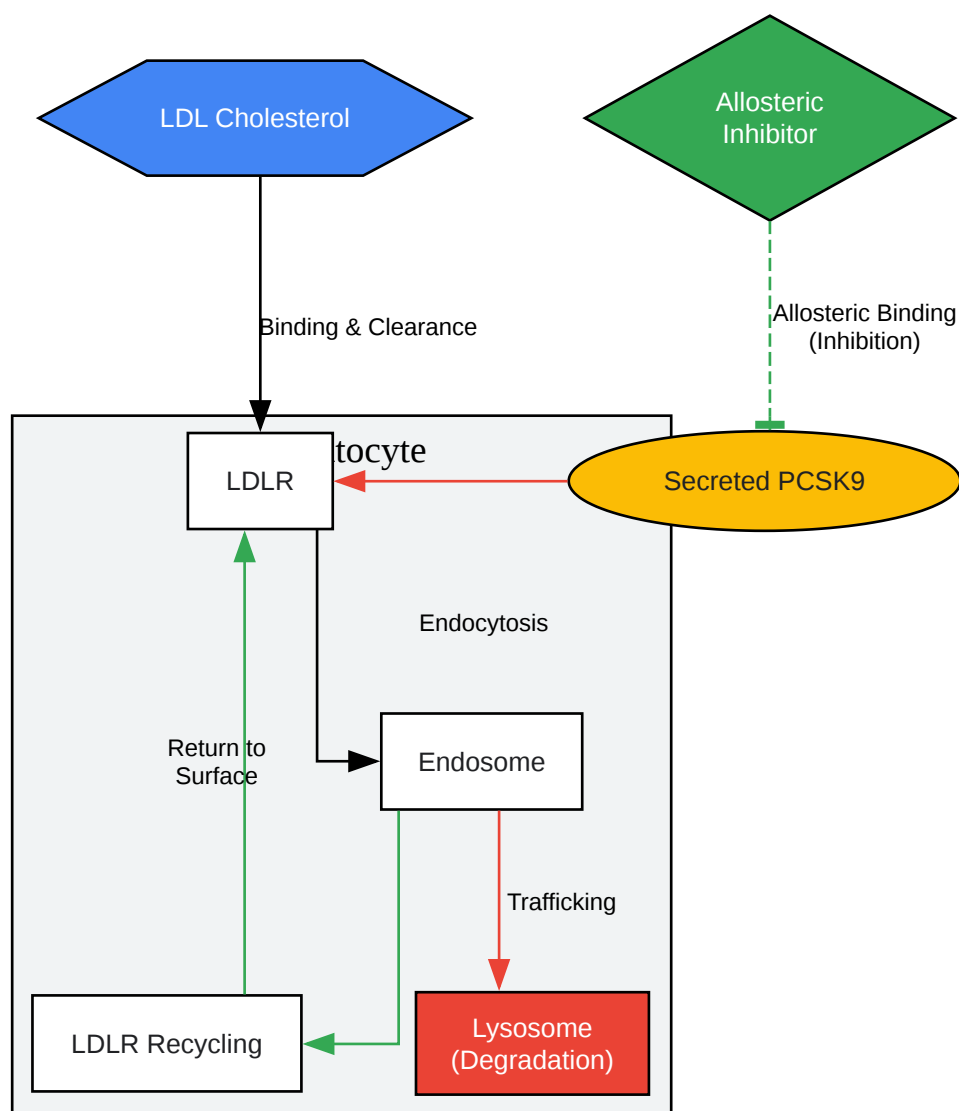 LDL Cholesterol
Allosteric
Inhibitor
Binding & Clearance
Allosteric Binding
(Inhibition)
tocyte
LDLR
Secreted PCSK9
Endocytosis
Return to
Surface
Endosome
Trafficking
LDLR Recycling
Lysosome
(Degradation)